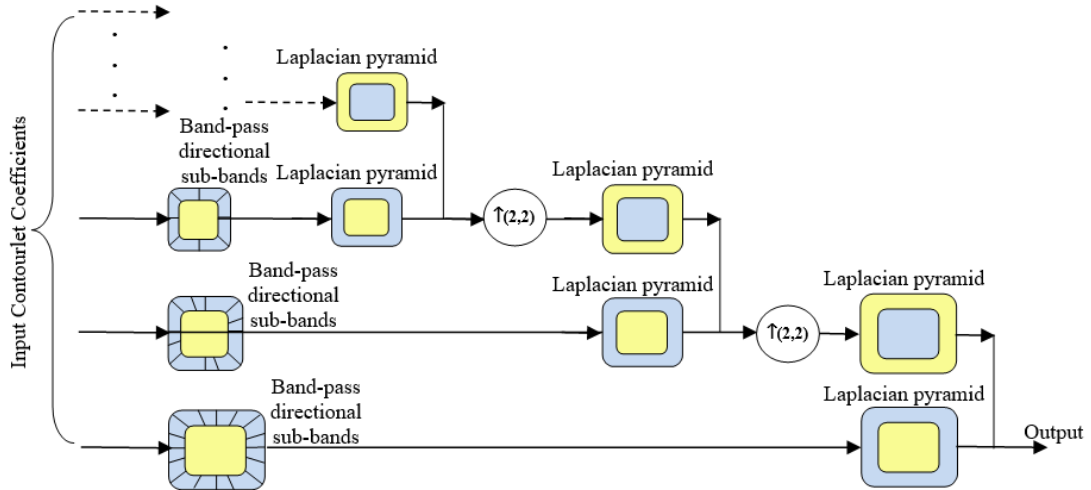 Laplacian pyramid
Band-pass
directional
sub-bands
Laplacian pyramid
Laplacian pyramid
↑(2,2)
Input Contourlet Coefficients
Band-pass
directional
sub-bands
Laplacian pyramid
Laplacian pyramid
↑(2,2)
Band-pass
directional
sub-bands
Laplacian pyramid
Output